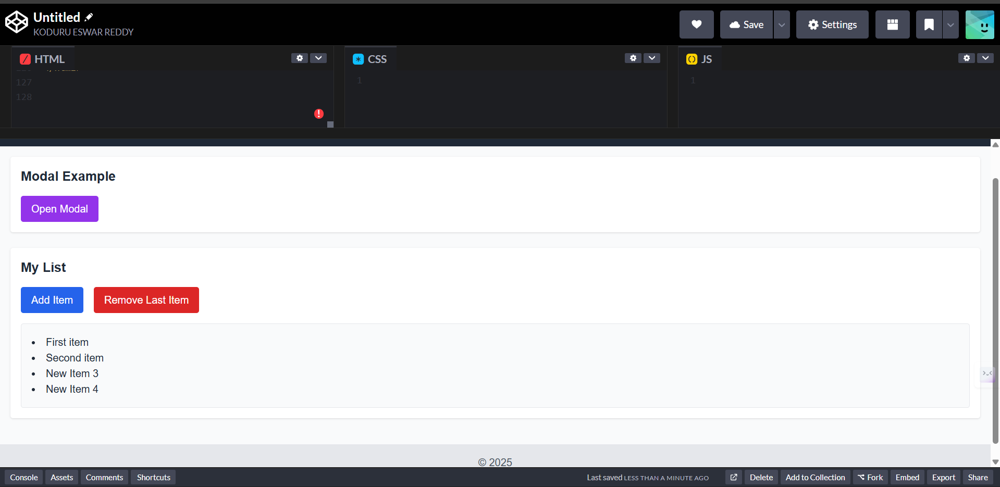 Untitled
KODURU ESWAR REDDY
Save
Settings
HTML
CSS
JS
127
128
1
1
Modal Example
Open Modal
My List
Add Item
Remove Last Item
First item
Second item
New Item 3
New Item 4
© 2025
Console
Assets
Comments
Shortcuts
Last saved LESS THAN A MINUTE AGO
Delete
Add to Collection
Fork
Embed
Export
Share